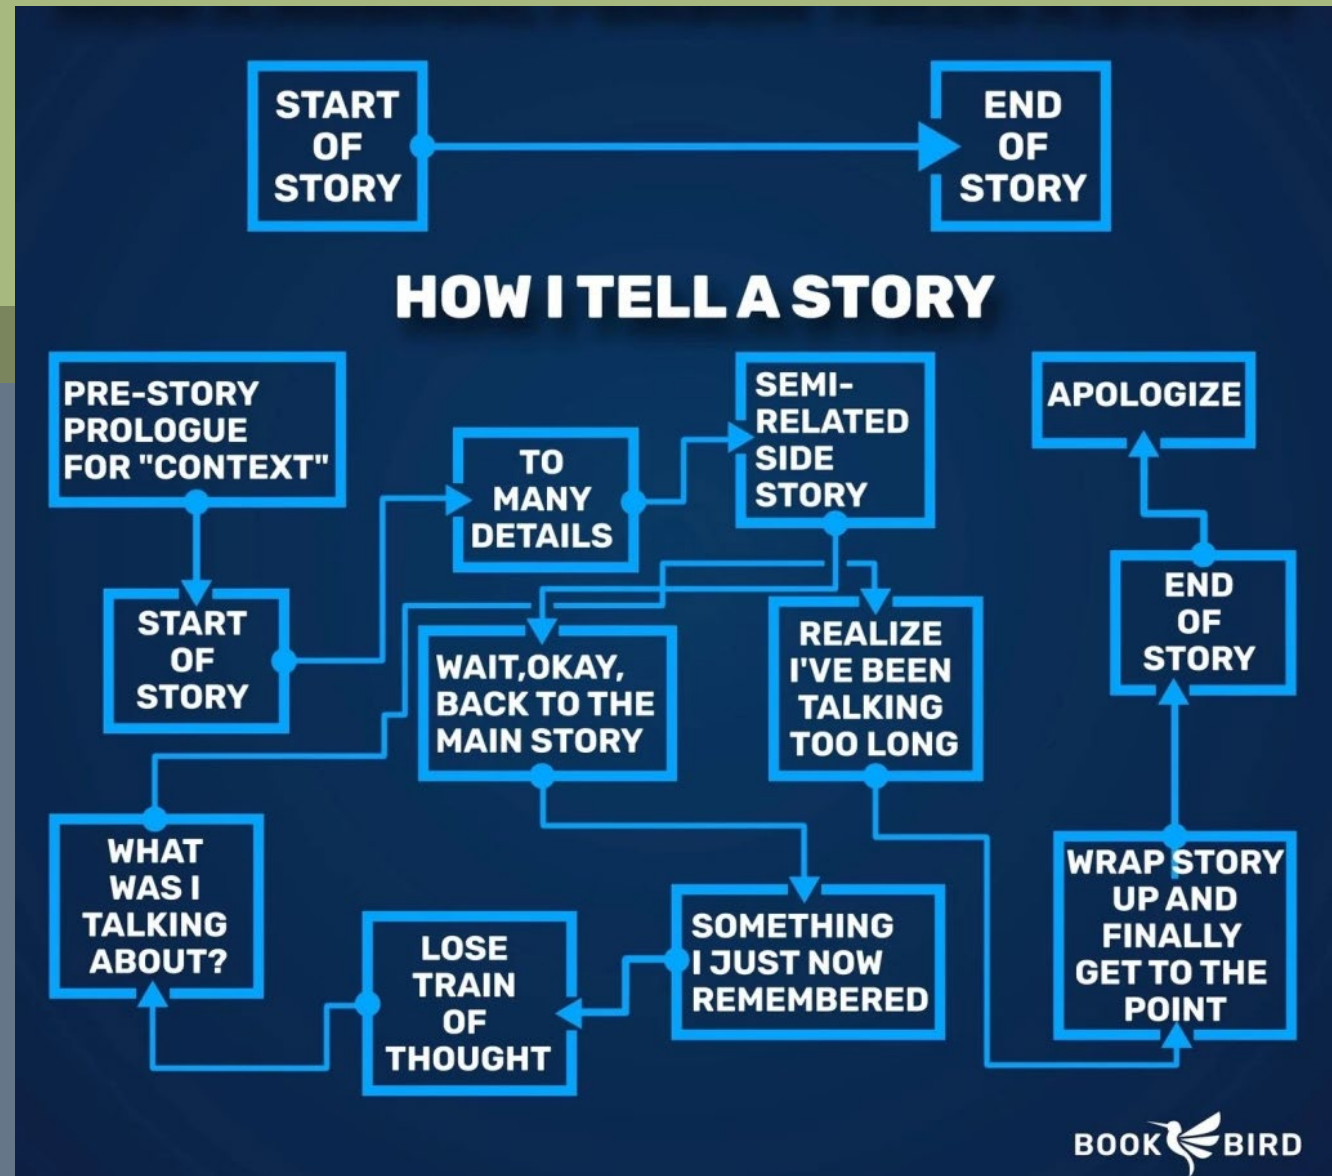 START
OF
STORY
END
OF
STORY
HOW I TELL A STORY
PRE-STORY
PROLOGUE
FOR "CONTEXT"
START
OF
STORY
TO
MANY
DETAILS
SEMI-
RELATED
SIDE
STORY
WAIT,OKAY,
BACK TO THE
MAIN STORY
SOMETHING
I JUST NOW
REMEMBERED
LOSE
TRAIN
OF
THOUGHT
WHAT
WAS I
TALKING
ABOUT?
REALIZE
I'VE BEEN
TALKING
TOO LONG
WRAP STORY
UP AND
FINALLY
GET TO THE
POINT
END
OF
STORY
APOLOGIZE
BOOK BIRD